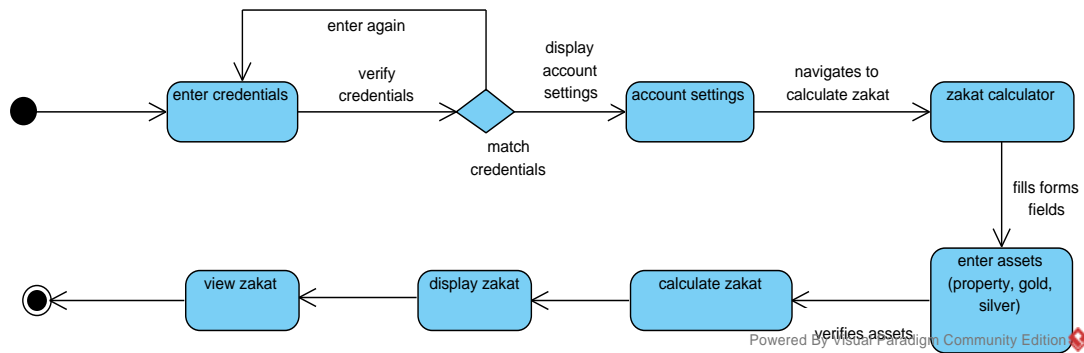 enter again
display
account
settings
verify
credentials
navigates to
calculate zakat
enter credentials
account settings
zakat calculator
match
credentials
fills forms
fields
enter assets
(property, gold,
silver)
view zakat
display zakat
calculate zakat
verifies assets
Powered By Visual Paradigm Community Edition